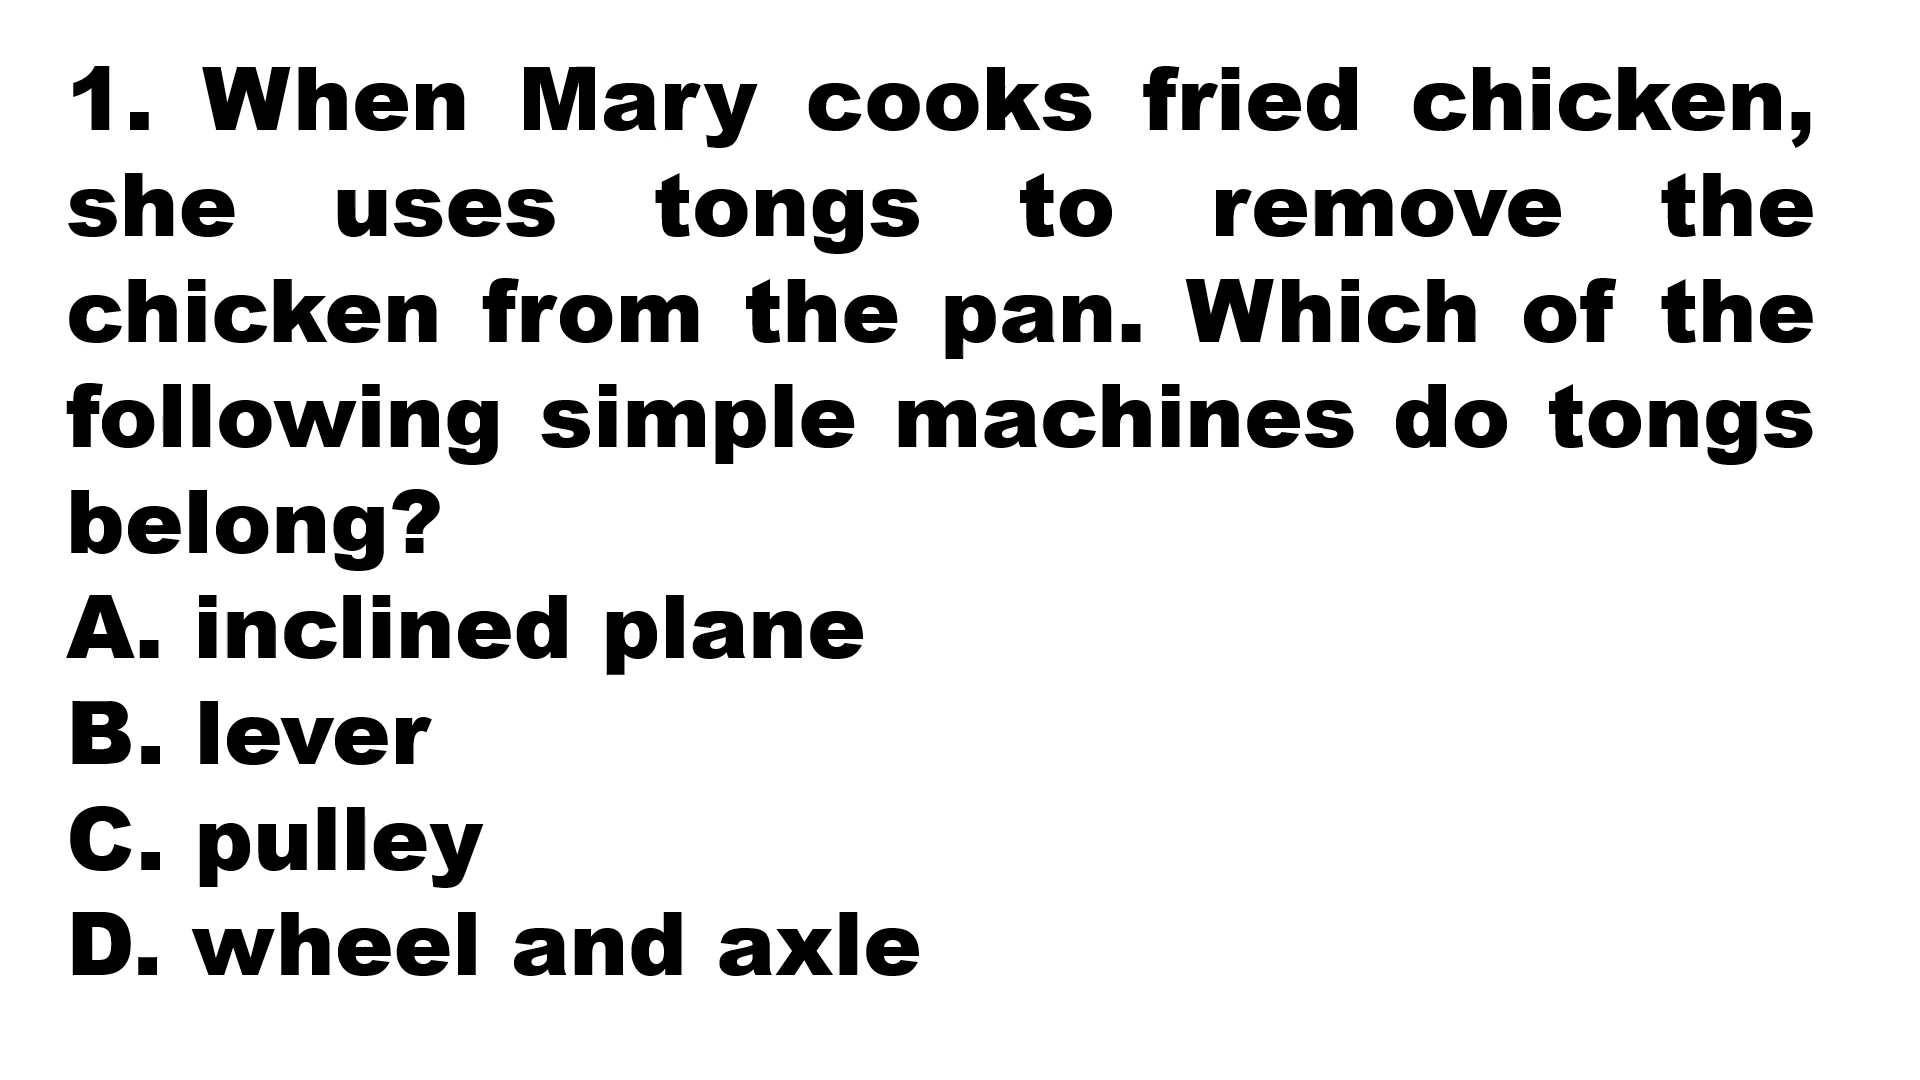 1. When Mary cooks fried chicken,
she uses tongs to remove the
chicken from the pan. Which of the
following simple machines do tongs
belong?
A. inclined plane
B. lever
C. pulley
D. wheel and axle